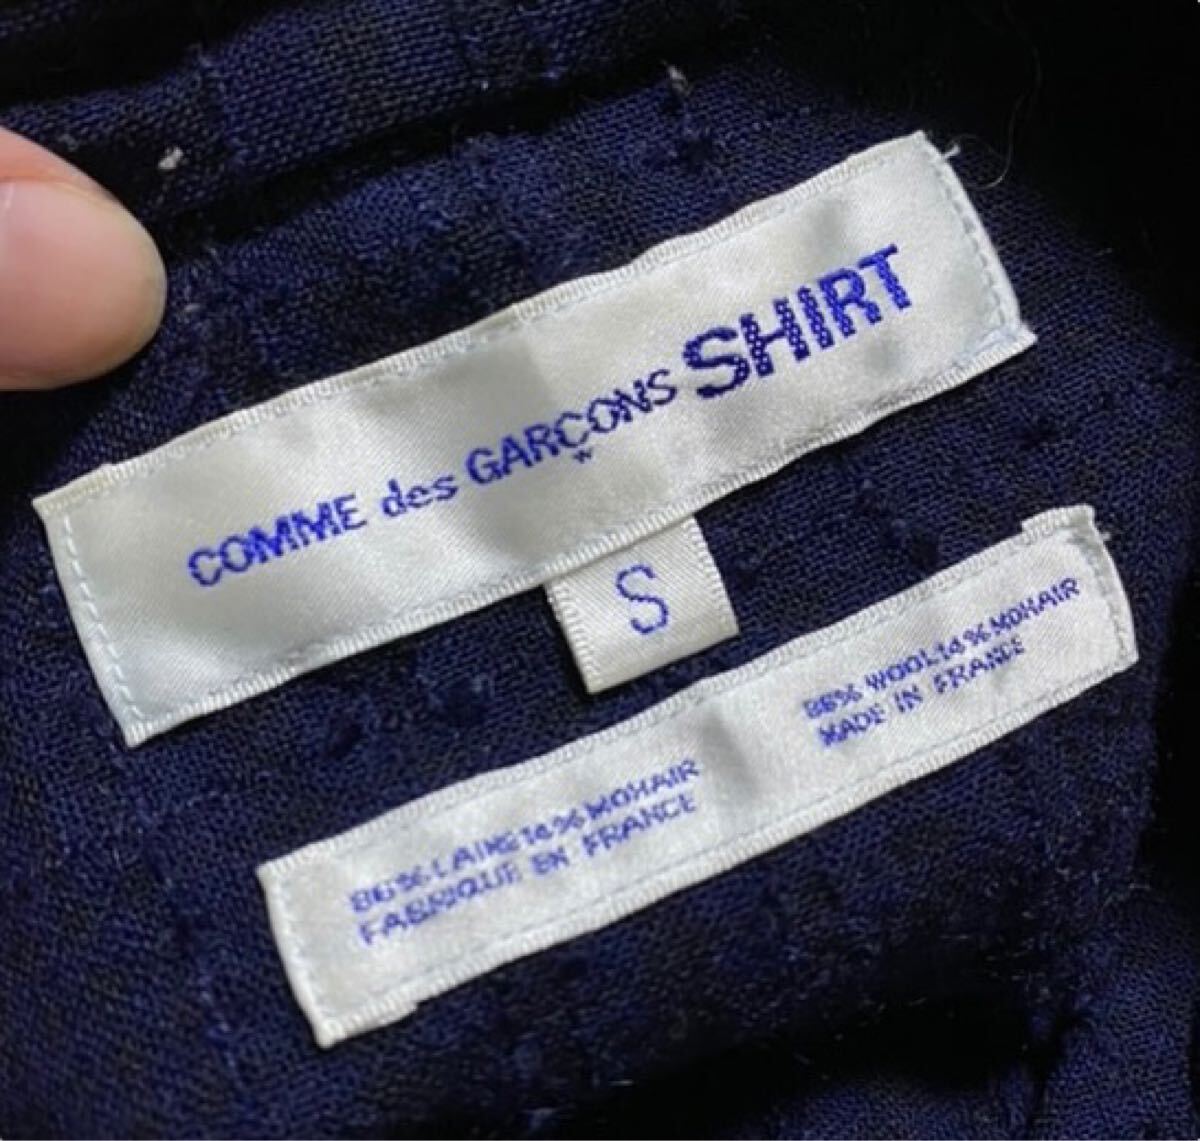 COMME des GARÇONS SHIRT
S
86% LAINE 14% MOHAIR
FABRIQUE EN FRANCE
86% WOOL 14% MOHAIR
MADE IN FRANCE